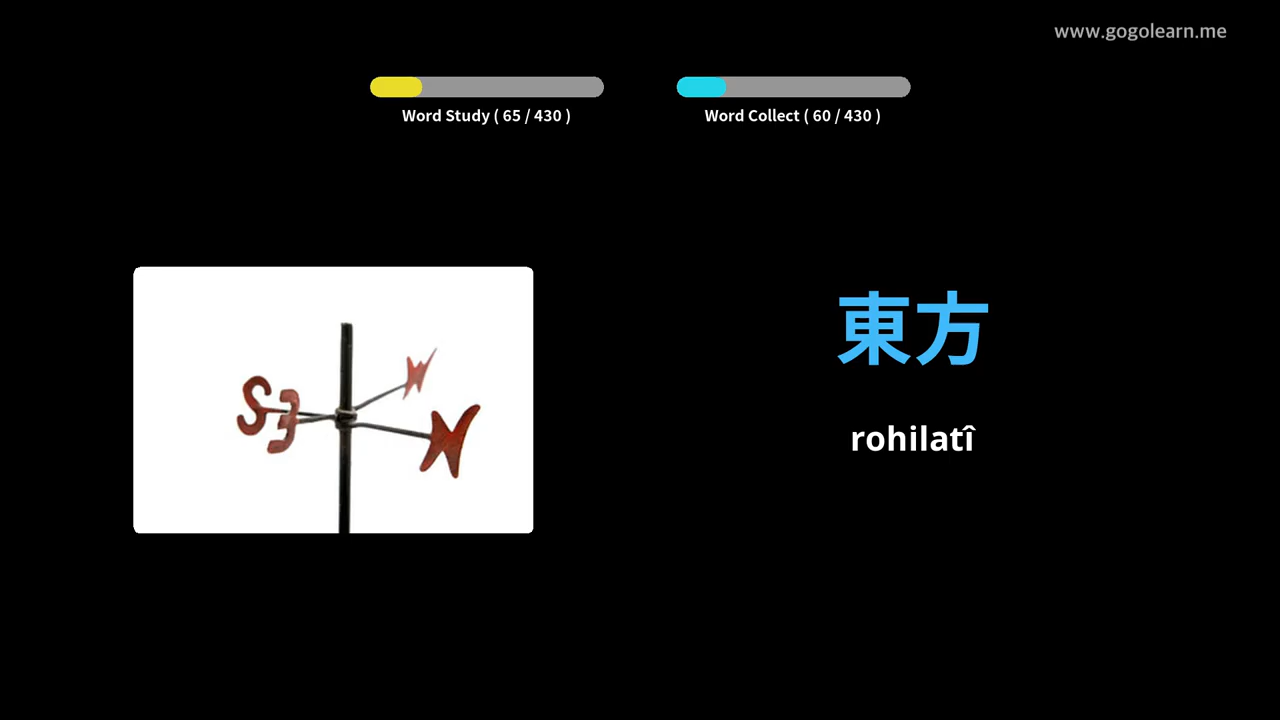 www.gogolearn.me
Word Study ( 65 / 430 )
Word Collect ( 60 / 430 )
東方
rohilatî
S E N